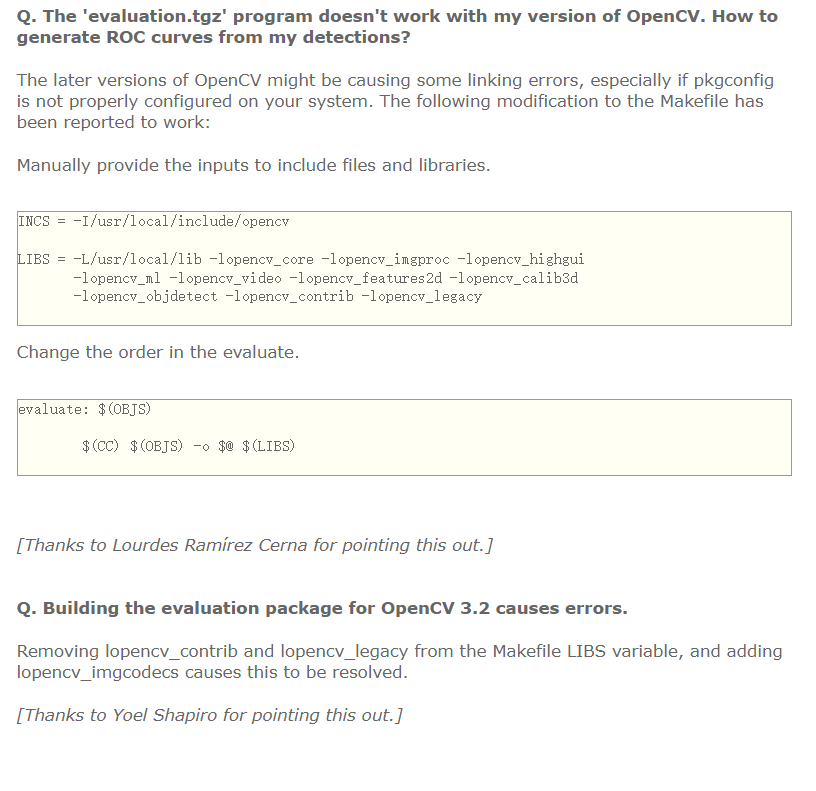 Q. The 'evaluation.tgz' program doesn't work with my version of OpenCV. How to
generate ROC curves from my detections?
The later versions of OpenCV might be causing some linking errors, especially if pkgconfig
is not properly configured on your system. The following modification to the Makefile has
been reported to work:
Manually provide the inputs to include files and libraries.
INCS = -I/usr/local/include/opencv
LIBS = -L/usr/local/lib -lopencv_core -lopencv_imgproc -lopencv_highgui
-lopencv_ml -lopencv_video -lopencv_features2d -lopencv_calib3d
-lopencv_objdetect -lopencv_contrib -lopencv_legacy
Change the order in the evaluate.
evaluate: $(OBJS)
$(CC) $(OBJS) -o $@ $(LIBS)
[Thanks to Lourdes Ramírez Cerna for pointing this out.]
Q. Building the evaluation package for OpenCV 3.2 causes errors.
Removing lopencv_contrib and lopencv_legacy from the Makefile LIBS variable, and adding
lopencv_imgcodecs causes this to be resolved.
[Thanks to Yoel Shapiro for pointing this out.]